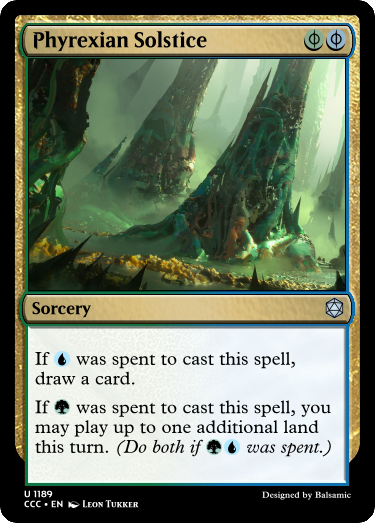 Phyrexian Solstice
Sorcery
If was spent to cast this spell,
draw a card.
If was spent to cast this spell, you
may play up to one additional land
this turn. (Do both if was spent.)
U 1189
CCC • EN LEON TUKKER
Designed by Balsamic